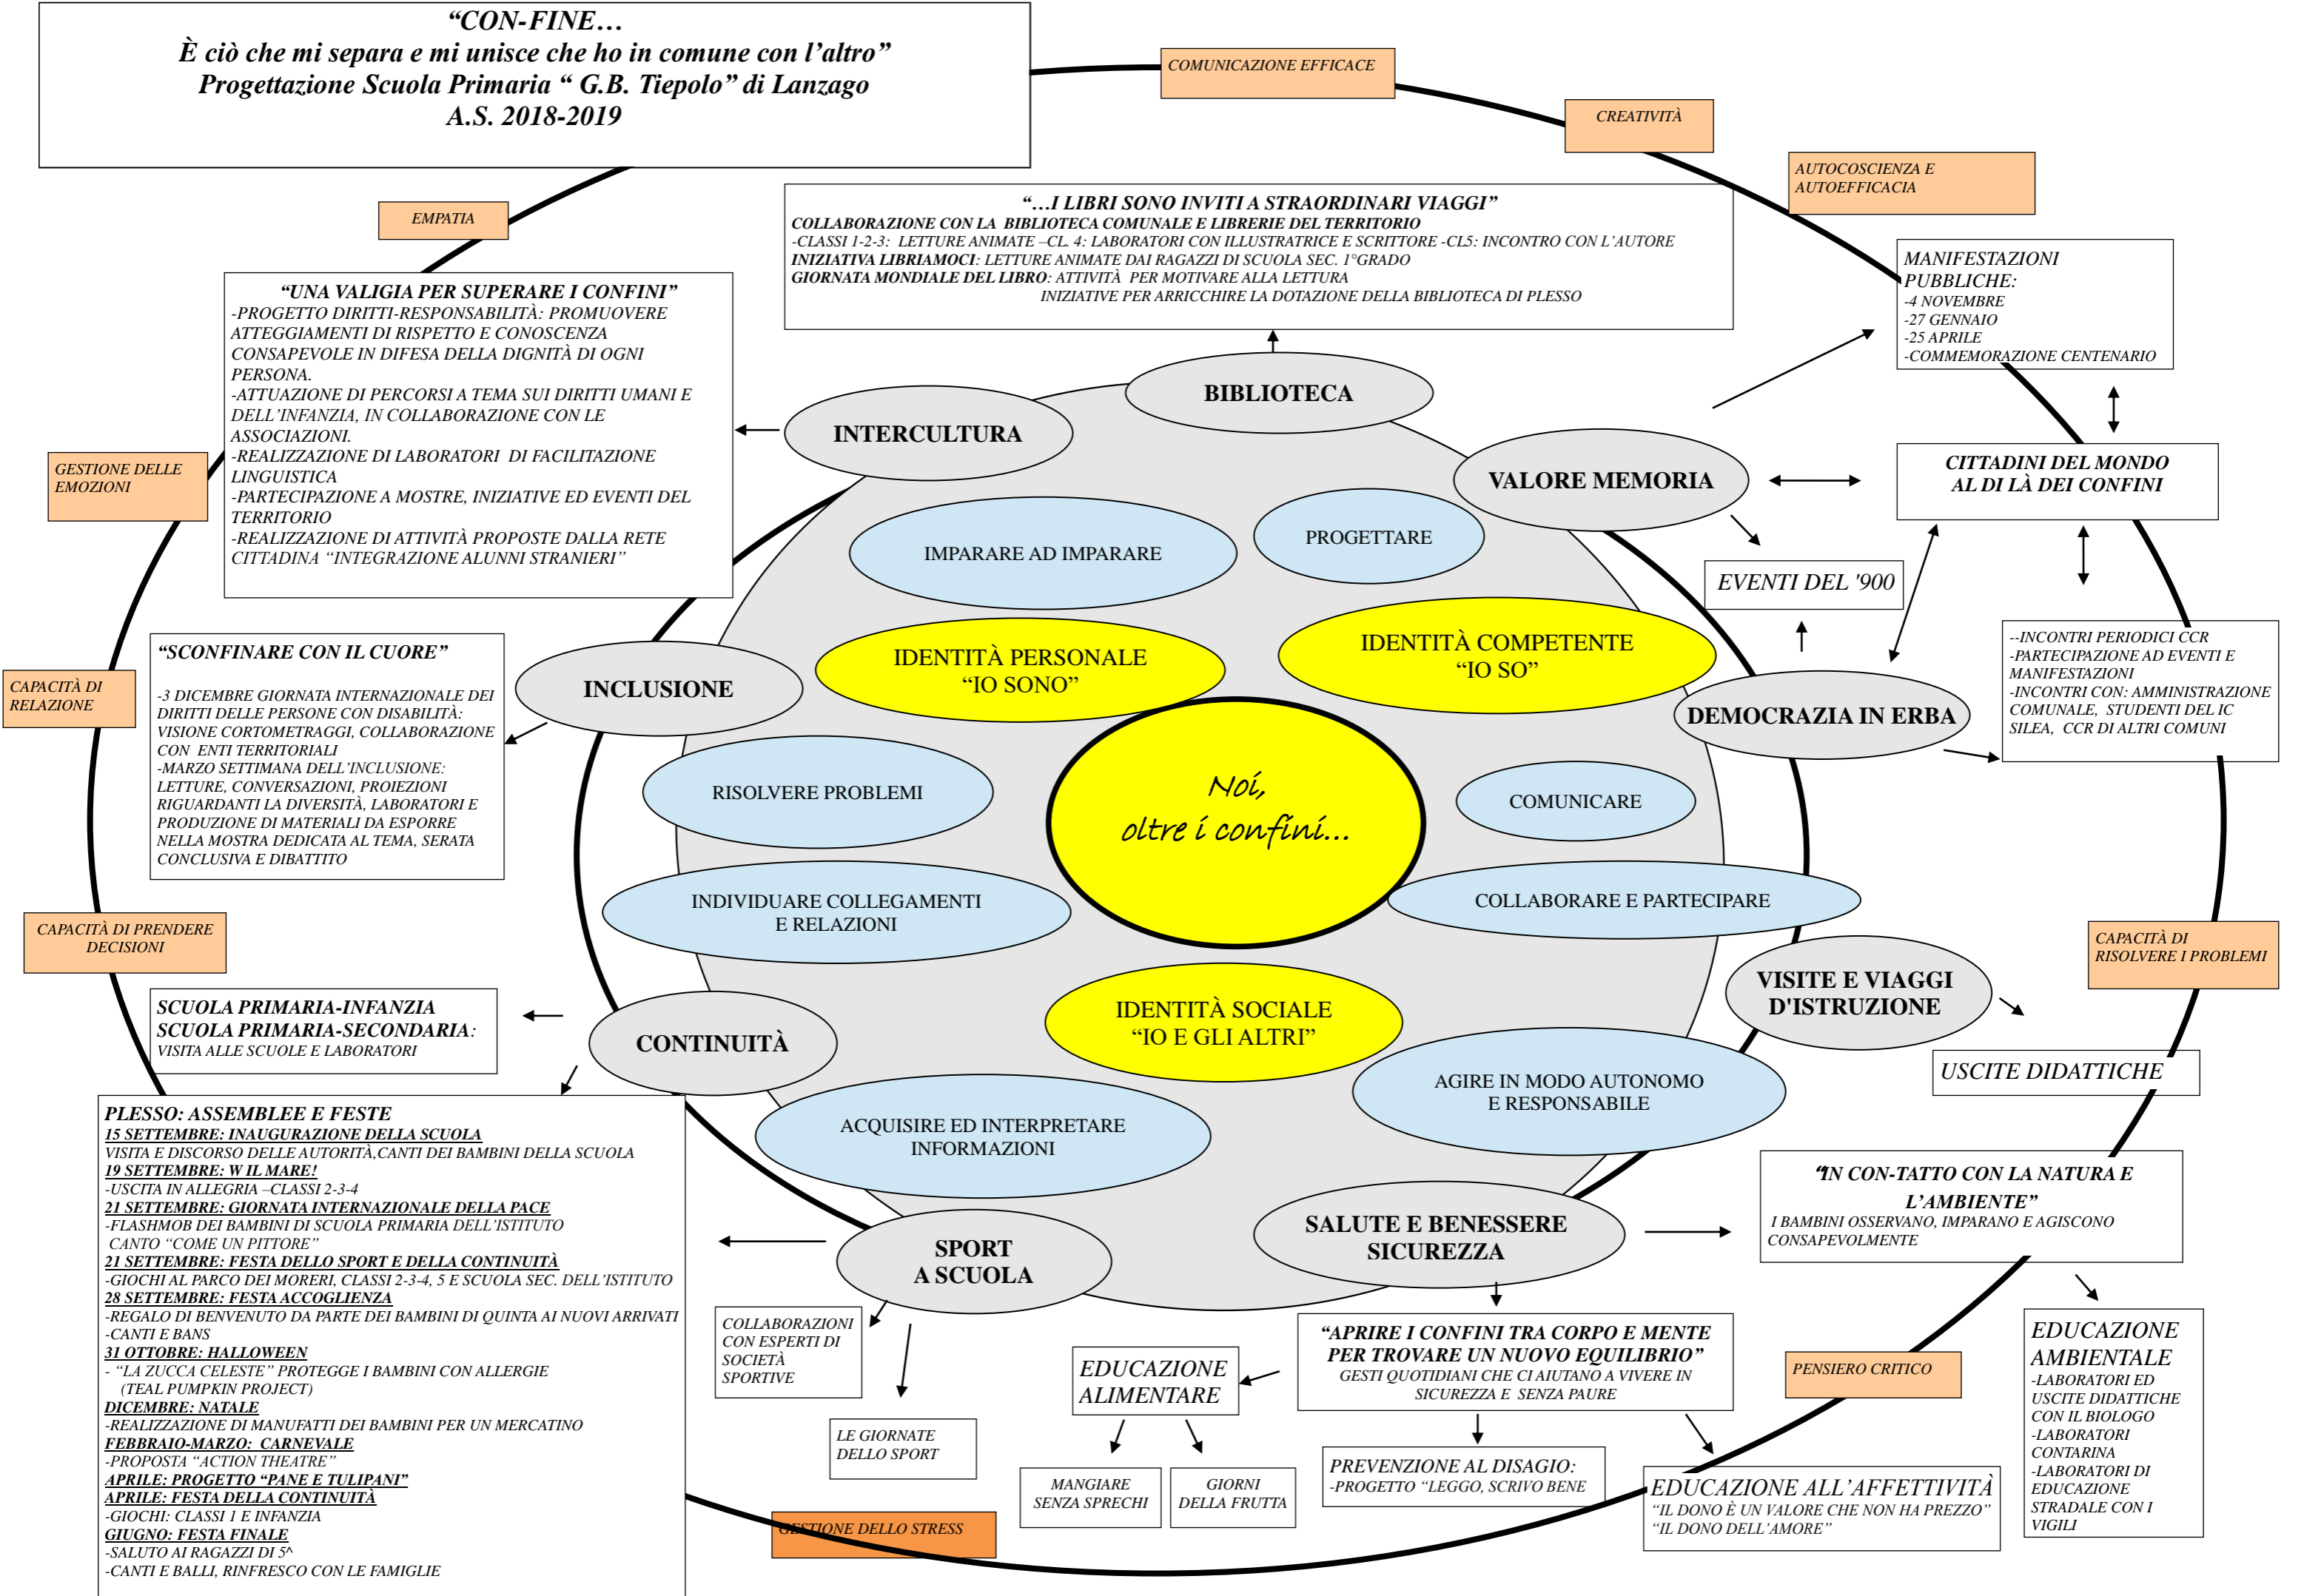 “CON-FINE…
È ciò che mi separa e mi unisce che ho in comune con l’altro”
Progettazione Scuola Primaria “ G.B. Tiepolo” di Lanzago
A.S. 2018-2019
COMUNICAZIONE EFFICACE
CREATIVITÀ
AUTOCOSCIENZA E
AUTOEFFICACIA
EMPATIA
“…I LIBRI SONO INVITI A STRAORDINARI VIAGGI”
COLLABORAZIONE CON LA BIBLIOTECA COMUNALE E LIBRERIE DEL TERRITORIO
-CLASSI 1-2-3: LETTURE ANIMATE –CL. 4: LABORATORI CON ILLUSTRATRICE E SCRITTORE -CL5: INCONTRO CON L’AUTORE
INIZIATIVA LIBRIAMOCI: LETTURE ANIMATE DAI RAGAZZI DI SCUOLA SEC. 1°GRADO
GIORNATA MONDIALE DEL LIBRO: ATTIVITÀ PER MOTIVARE ALLA LETTURA
INIZIATIVE PER ARRICCHIRE LA DOTAZIONE DELLA BIBLIOTECA DI PLESSO
MANIFESTAZIONI
PUBBLICHE:
-4 NOVEMBRE
-27 GENNAIO
-25 APRILE
-COMMEMORAZIONE CENTENARIO
“UNA VALIGIA PER SUPERARE I CONFINI”
-PROGETTO DIRITTI-RESPONSABILITÀ: PROMUOVERE
ATTEGGIAMENTI DI RISPETTO E CONOSCENZA
CONSAPEVOLE IN DIFESA DELLA DIGNITÀ DI OGNI
PERSONA.
-ATTUAZIONE DI PERCORSI A TEMA SUI DIRITTI UMANI E
DELL’INFANZIA, IN COLLABORAZIONE CON LE
ASSOCIAZIONI.
-REALIZZAZIONE DI LABORATORI DI FACILITAZIONE
LINGUISTICA
-PARTECIPAZIONE A MOSTRE, INIZIATIVE ED EVENTI DEL
TERRITORIO
-REALIZZAZIONE DI ATTIVITÀ PROPOSTE DALLA RETE
CITTADINA “INTEGRAZIONE ALUNNI STRANIERI”
BIBLIOTECA
INTERCULTURA
VALORE MEMORIA
CITTADINI DEL MONDO
AL DI LÀ DEI CONFINI
GESTIONE DELLE
EMOZIONI
IMPARARE AD IMPARARE
PROGETTARE
EVENTI DEL '900
IDENTITÀ PERSONALE
“IO SONO”
IDENTITÀ COMPETENTE
“IO SO”
--INCONTRI PERIODICI CCR
-PARTECIPAZIONE AD EVENTI E
MANIFESTAZIONI
-INCONTRI CON: AMMINISTRAZIONE
COMUNALE, STUDENTI DEL IC
SILEA, CCR DI ALTRI COMUNI
“SCONFINARE CON IL CUORE”
-3 DICEMBRE GIORNATA INTERNAZIONALE DEI
DIRITTI DELLE PERSONE CON DISABILITÀ:
VISIONE CORTOMETRAGGI, COLLABORAZIONE
CON ENTI TERRITORIALI
-MARZO SETTIMANA DELL’INCLUSIONE:
LETTURE, CONVERSAZIONI, PROIEZIONI
RIGUARDANTI LA DIVERSITÀ, LABORATORI E
PRODUZIONE DI MATERIALI DA ESPORRE
NELLA MOSTRA DEDICATA AL TEMA, SERATA
CONCLUSIVA E DIBATTITO
CAPACITÀ DI
RELAZIONE
INCLUSIONE
DEMOCRAZIA IN ERBA
RISOLVERE PROBLEMI
Noi,
oltre i confini...
COMUNICARE
INDIVIDUARE COLLEGAMENTI
E RELAZIONI
COLLABORARE E PARTECIPARE
CAPACITÀ DI PRENDERE
DECISIONI
CAPACITÀ DI
RISOLVERE I PROBLEMI
VISITE E VIAGGI
D'ISTRUZIONE
SCUOLA PRIMARIA-INFANZIA
SCUOLA PRIMARIA-SECONDARIA:
VISITA ALLE SCUOLE E LABORATORI
CONTINUITÀ
IDENTITÀ SOCIALE
“IO E GLI ALTRI”
USCITE DIDATTICHE
AGIRE IN MODO AUTONOMO
E RESPONSABILE
ACQUISIRE ED INTERPRETARE
INFORMAZIONI
PLESSO: ASSEMBLEE E FESTE
15 SETTEMBRE: INAUGURAZIONE DELLA SCUOLA
VISITA E DISCORSO DELLE AUTORITÀ,CANTI DEI BAMBINI DELLA SCUOLA
19 SETTEMBRE: W IL MARE!
-USCITA IN ALLEGRIA –CLASSI 2-3-4
21 SETTEMBRE: GIORNATA INTERNAZIONALE DELLA PACE
-FLASHMOB DEI BAMBINI DI SCUOLA PRIMARIA DELL’ISTITUTO
CANTO “COME UN PITTORE”
21 SETTEMBRE: FESTA DELLO SPORT E DELLA CONTINUITÀ
-GIOCHI AL PARCO DEI MORERI, CLASSI 2-3-4, 5 E SCUOLA SEC. DELL’ISTITUTO
28 SETTEMBRE: FESTA ACCOGLIENZA
-REGALO DI BENVENUTO DA PARTE DEI BAMBINI DI QUINTA AI NUOVI ARRIVATI
-CANTI E BANS
31 OTTOBRE: HALLOWEEN
- “LA ZUCCA CELESTE” PROTEGGE I BAMBINI CON ALLERGIE
(TEAL PUMPKIN PROJECT)
DICEMBRE: NATALE
-REALIZZAZIONE DI MANUFATTI DEI BAMBINI PER UN MERCATINO
FEBBRAIO-MARZO: CARNEVALE
-PROPOSTA “ACTION THEATRE”
APRILE: PROGETTO “PANE E TULIPANI”
APRILE: FESTA DELLA CONTINUITÀ
-GIOCHI: CLASSI 1 E INFANZIA
GIUGNO: FESTA FINALE
-SALUTO AI RAGAZZI DI 5^
-CANTI E BALLI, RINFRESCO CON LE FAMIGLIE
SPORT
A SCUOLA
SALUTE E BENESSERE
SICUREZZA
“IN CON-TATTO CON LA NATURA E
L’AMBIENTE”
I BAMBINI OSSERVANO, IMPARANO E AGISCONO
CONSAPEVOLMENTE
COLLABORAZIONI
CON ESPERTI DI
SOCIETÀ
SPORTIVE
LE GIORNATE
DELLO SPORT
EDUCAZIONE
ALIMENTARE
“APRIRE I CONFINI TRA CORPO E MENTE
PER TROVARE UN NUOVO EQUILIBRIO”
GESTI QUOTIDIANI CHE CI AIUTANO A VIVERE IN
SICUREZZA E SENZA PAURE
PENSIERO CRITICO
EDUCAZIONE
AMBIENTALE
-LABORATORI ED
USCITE DIDATTICHE
CON IL BIOLOGO
-LABORATORI
CONTARINA
-LABORATORI DI
EDUCAZIONE
STRADALE CON I
VIGILI
MANGIARE
SENZA SPRECHI
GIORNI
DELLA FRUTTA
PREVENZIONE AL DISAGIO:
-PROGETTO “LEGGO, SCRIVO BENE
EDUCAZIONE ALL’AFFETTIVITÀ
“IL DONO È UN VALORE CHE NON HA PREZZO”
“IL DONO DELL’AMORE”
GESTIONE DELLO STRESS